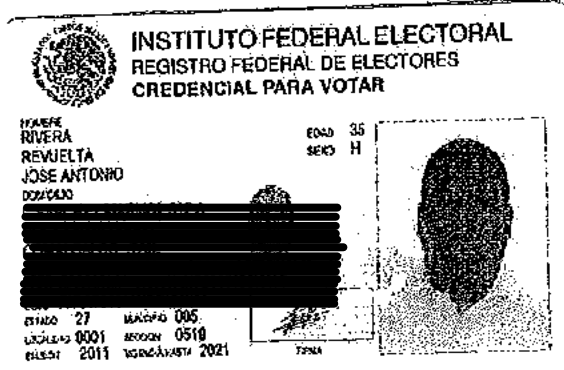 INSTITUTO FEDERAL ELECTORAL
REGISTRO FEDERAL DE ELECTORES
CREDENCIAL PARA VOTAR
NOMBRE
RIVERA
REVUELTA
JOSE ANTONIO
DOMICILIO
EDAD 35
SEXO H
ESTADO 27 MUNICIPIO 005
LOCALIDAD 0001 SECCION 0510
EMISION 2011 VIGENCIA HASTA 2021
FIRMA